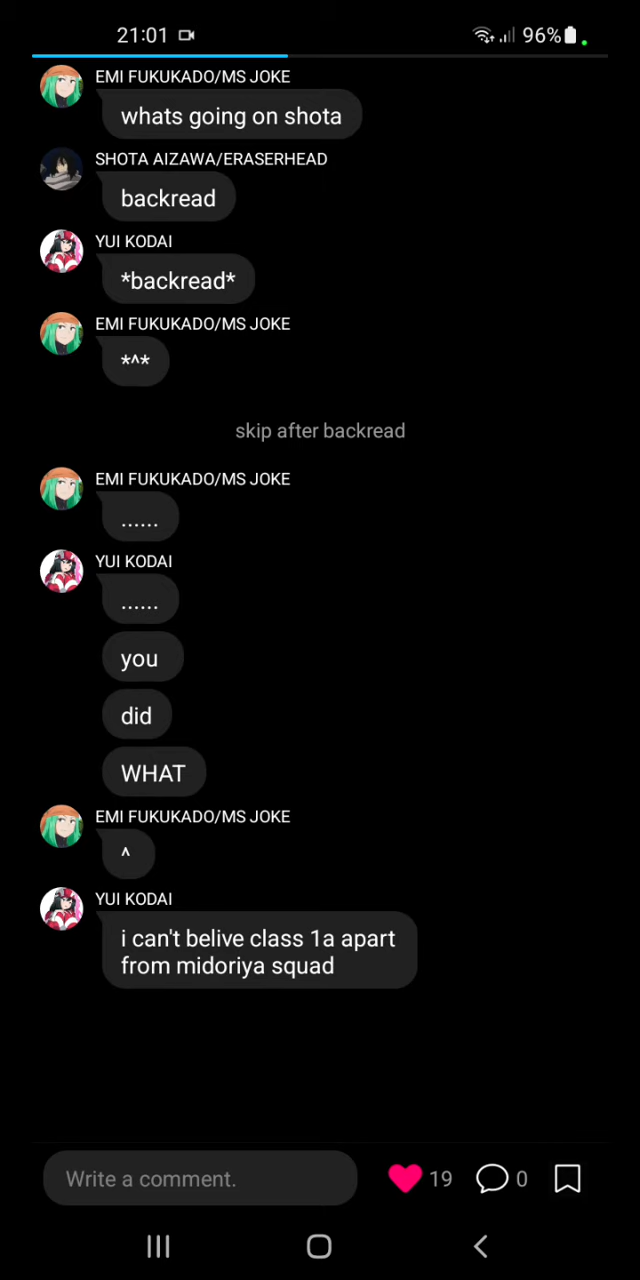 21:01
96%
EMI FUKUKADO/MS JOKE
whats going on shota
SHOTA AIZAWA/ERASERHEAD
backread
YUI KODAI
*backread*
EMI FUKUKADO/MS JOKE
*^*
skip after backread
EMI FUKUKADO/MS JOKE
......
YUI KODAI
......
you
did
WHAT
EMI FUKUKADO/MS JOKE
^
YUI KODAI
i can't belive class 1a apart
from midoriya squad
Write a comment.
19
0